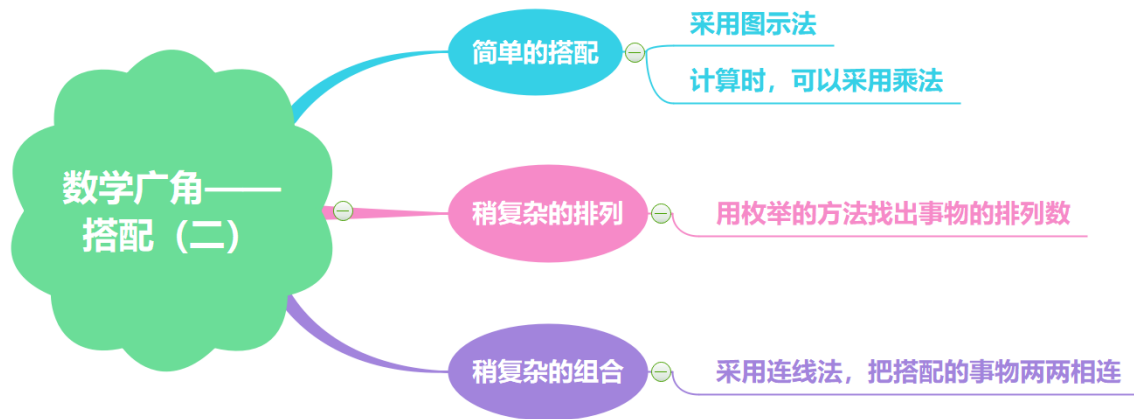 数学广角——
搭配（二）
简单的搭配
采用图示法
计算时，可以采用乘法
稍复杂的排列
用枚举的方法找出事物的排列数
稍复杂的组合
采用连线法，把搭配的事物两两相连